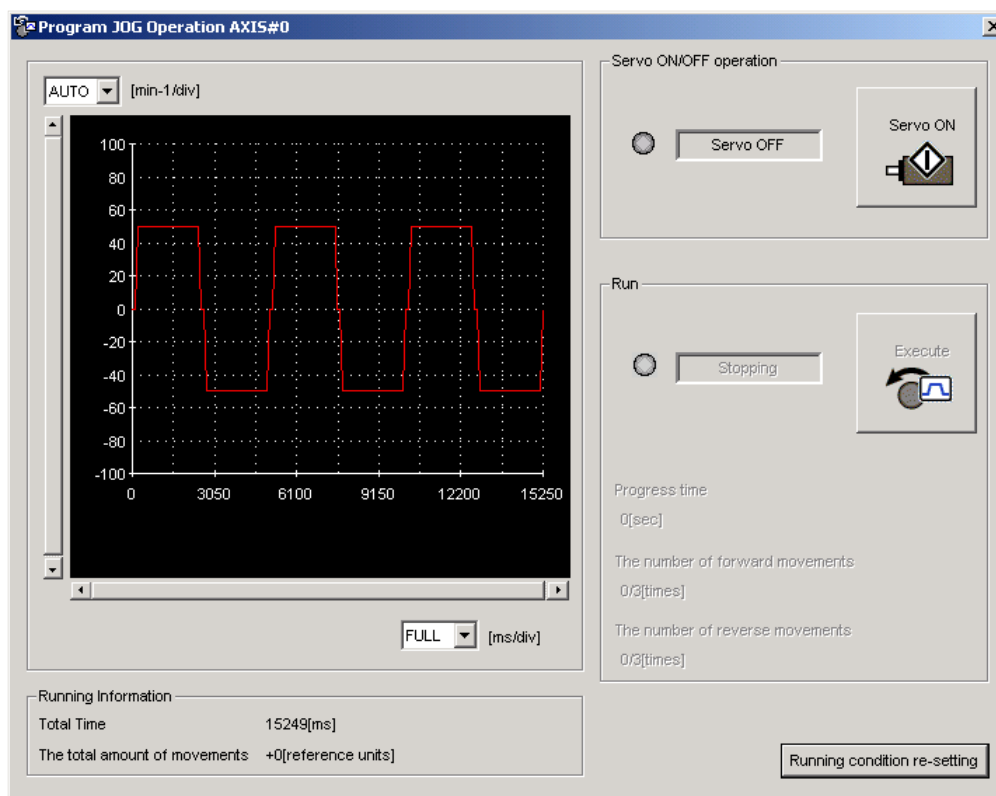 Program JOG Operation AXIS#0
AUTO [min-1/div]
100
80
60
40
20
0
-20
-40
-60
-80
-100
0 3050 6100 9150 12200 15250
FULL [ms/div]
Running Information
Total Time 15249[ms]
The total amount of movements +0[reference units]
Servo ON/OFF operation
Servo OFF
Servo ON
Run
Stopping
Execute
Progress time
0[sec]
The number of forward movements
0/3[times]
The number of reverse movements
0/3[times]
Running condition re-setting